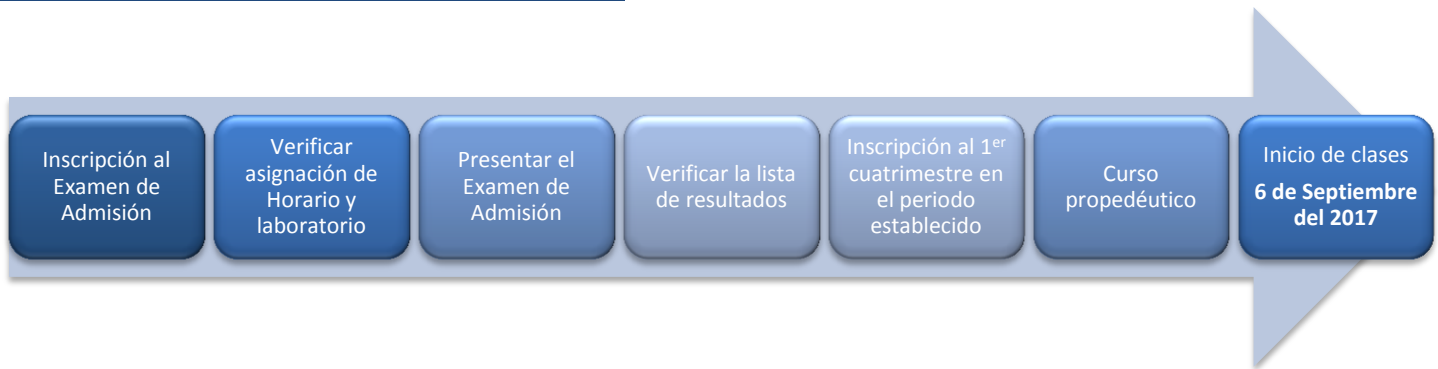 Inscripción al
Examen de
Admisión
Verificar
asignación de
Horario y
laboratorio
Presentar el
Examen de
Admisión
Verificar la lista
de resultados
Inscripción al 1er
cuatrimestre en
el periodo
establecido
Curso
propedéutico
Inicio de clases
6 de Septiembre
del 2017